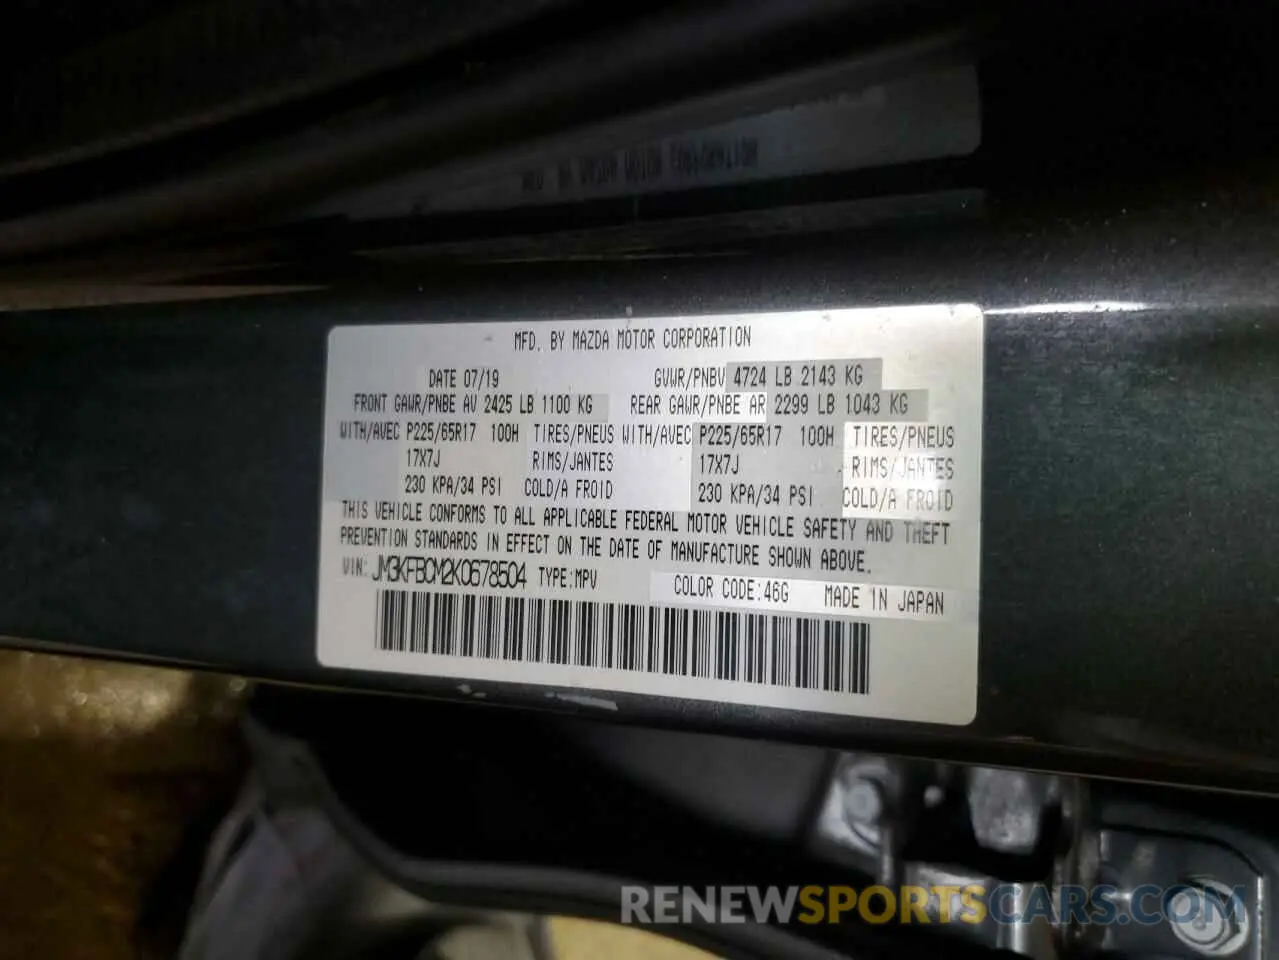 MFD. BY MAZDA MOTOR CORPORATION
DATE 07/19 GVWR/PNBV 4724 LB 2143 KG
FRONT GAWR/PNBE AV 2425 LB 1100 KG REAR GAWR/PNBE AR 2299 LB 1043 KG
WITH/AVEC P225/65R17 100H TIRES/PNEUS WITH/AVEC P225/65R17 100H TIRES/PNEUS
17X7J RIMS/JANTES 17X7J RIMS/JANTES
230 KPA/34 PSI COLD/A FROID 230 KPA/34 PSI COLD/A FROID
THIS VEHICLE CONFORMS TO ALL APPLICABLE FEDERAL MOTOR VEHICLE SAFETY AND THEFT
PREVENTION STANDARDS IN EFFECT ON THE DATE OF MANUFACTURE SHOWN ABOVE.
VIN: JM3KFBCM2K0678504 TYPE:MPV COLOR CODE:46G MADE IN JAPAN
RENEWSPORTSCARS.COM